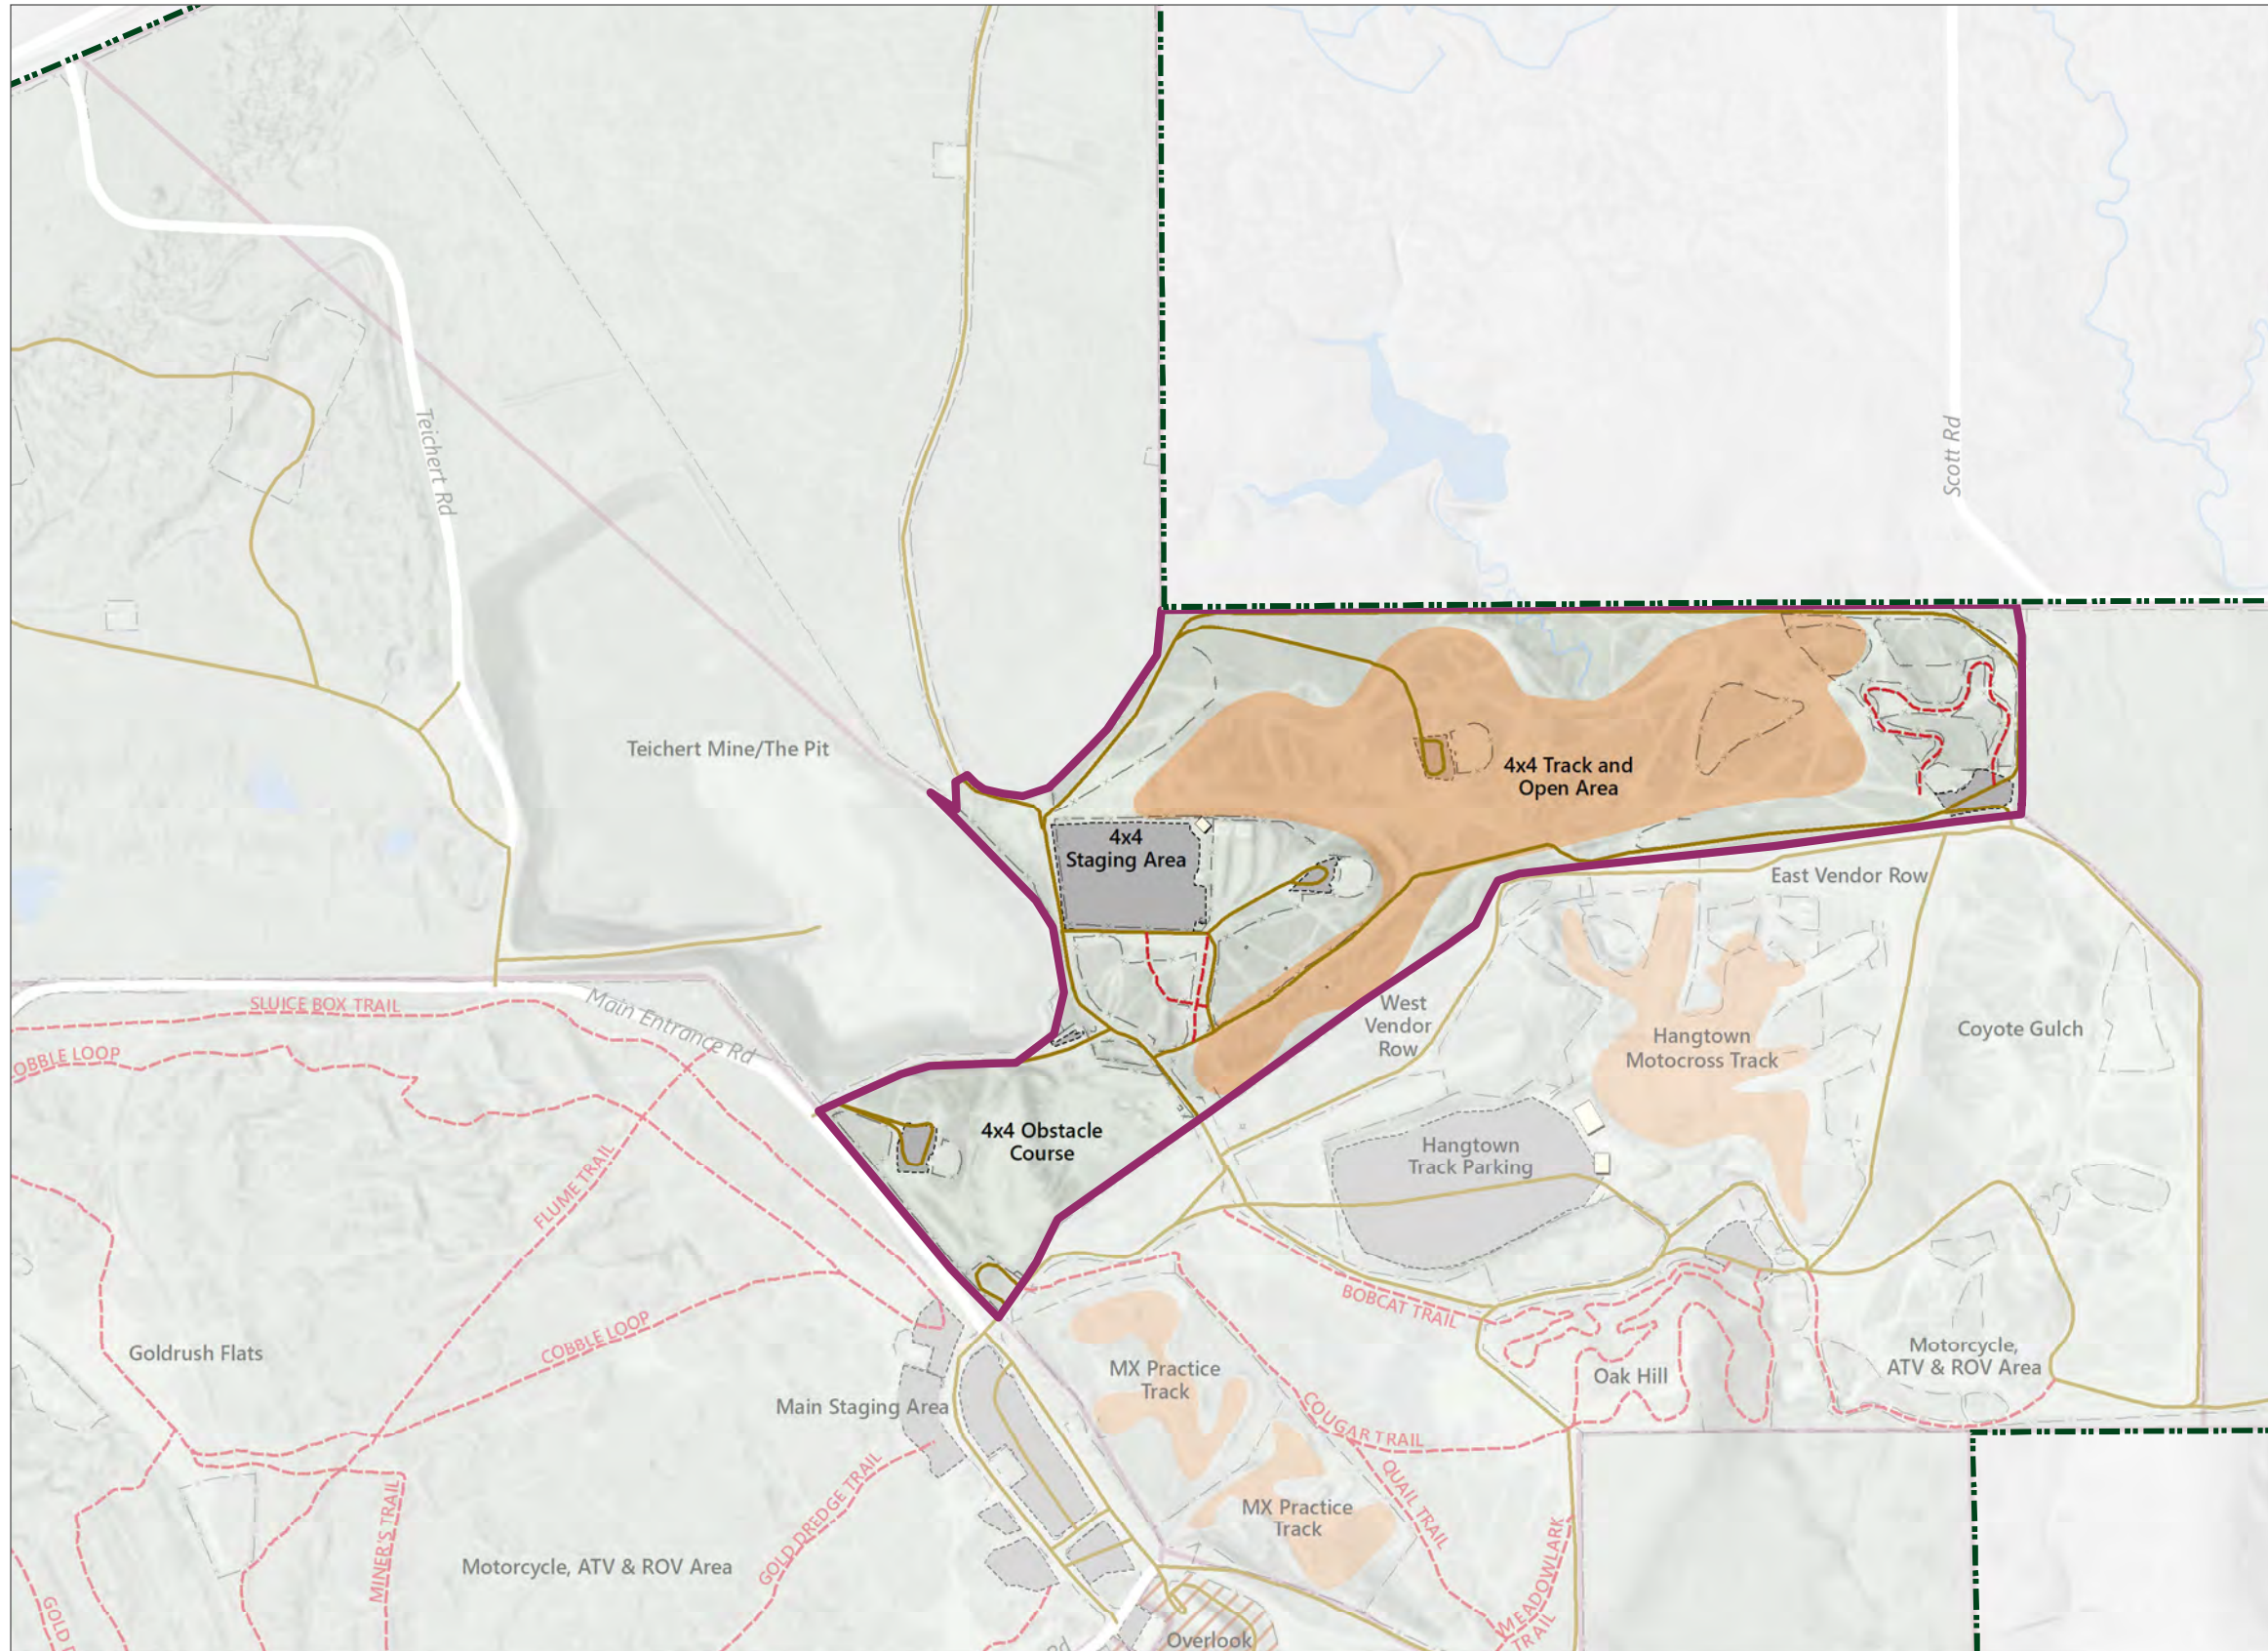 Teichert Rd
Scott Rd
Teichert Mine/The Pit
4x4 Track and
Open Area
4x4
Staging Area
East Vendor Row
SLUICE BOX TRAIL
Main Entrance Rd
West
Vendor
Row
Hangtown
Motocross Track
Coyote Gulch
OBBLE LOOP
4x4 Obstacle
Course
Hangtown
Track Parking
FLUME TRAIL
BOBCAT TRAIL
COBBLE LOOP
Goldrush Flats
MX Practice
Track
Motorcycle,
ATV & ROV Area
Oak Hill
Main Staging Area
COUGAR TRAIL
QUAIL TRAIL
GOLD DREDGE TRAIL
MINER'S TRAIL
MX Practice
Track
Motorcycle, ATV & ROV Area
MEADOWLARK
TRAIL
GOLD
Rd
Overlook